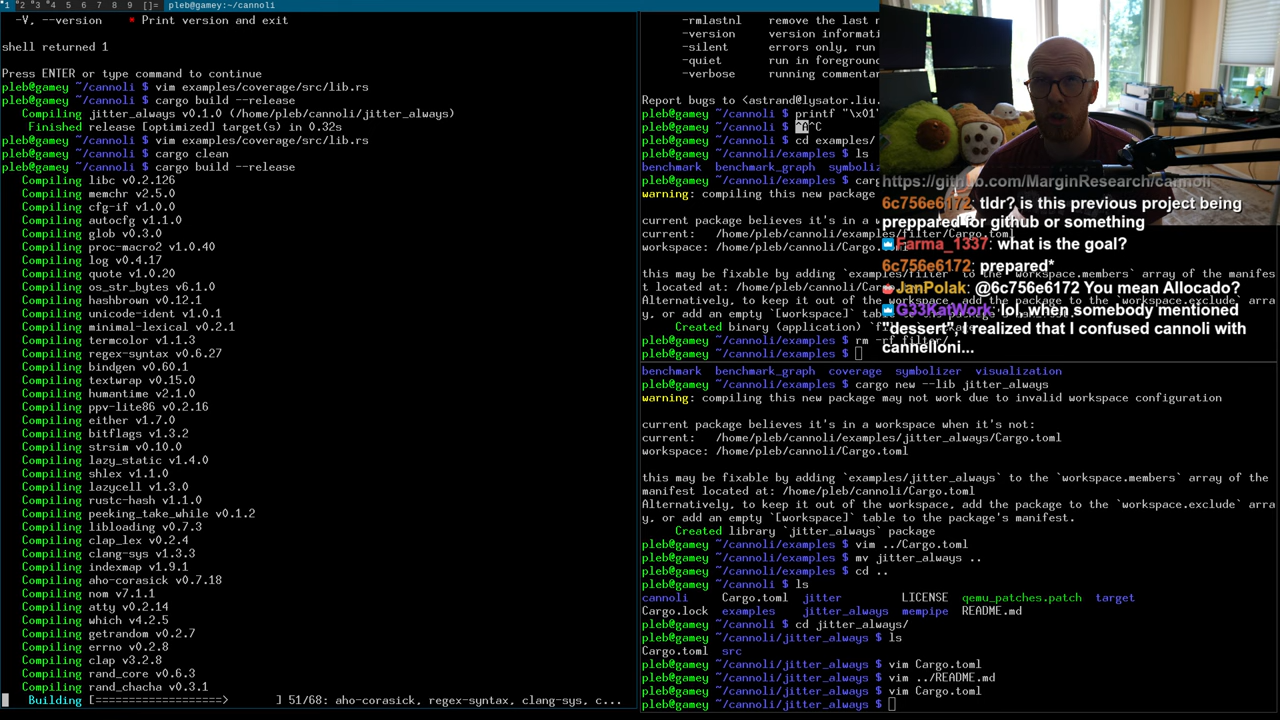 1 2 3 4 5 6 7 8 9 []= pleb@gamey:~/cannoli
-V, --version × Print version and exit
shell returned 1
Press ENTER or type command to continue
pleb@gamey ~/cannoli $ vim examples/coverage/src/lib.rs
pleb@gamey ~/cannoli $ cargo build --release
Compiling jitter_always v0.1.0 (/home/pleb/cannoli/jitter_always)
Finished release [optimized] target(s) in 0.32s
pleb@gamey ~/cannoli $ vim examples/coverage/src/lib.rs
pleb@gamey ~/cannoli $ cargo clean
pleb@gamey ~/cannoli $ cargo build --release
Compiling libc v0.2.126
Compiling memchr v2.5.0
Compiling cfg-if v1.0.0
Compiling autocfg v1.1.0
Compiling glob v0.3.0
Compiling proc-macro2 v1.0.40
Compiling log v0.4.17
Compiling quote v1.0.20
Compiling os_str_bytes v6.1.0
Compiling hashbrown v0.12.1
Compiling unicode-ident v1.0.1
Compiling minimal-lexical v0.2.1
Compiling termcolor v1.1.3
Compiling regex-syntax v0.6.27
Compiling bindgen v0.60.1
Compiling textwrap v0.15.0
Compiling humantime v2.1.0
Compiling ppv-lite86 v0.2.16
Compiling either v1.7.0
Compiling bitflags v1.3.2
Compiling strsim v0.10.0
Compiling lazy_static v1.4.0
Compiling shlex v1.1.0
Compiling lazycell v1.3.0
Compiling rustc-hash v1.1.0
Compiling peeking_take_while v0.1.2
Compiling libloading v0.7.3
Compiling clap_lex v0.2.4
Compiling clang-sys v1.3.3
Compiling indexmap v1.9.1
Compiling aho-corasick v0.7.18
Compiling nom v7.1.1
Compiling atty v0.2.14
Compiling which v4.2.5
Compiling getrandom v0.2.7
Compiling errno v0.2.8
Compiling clap v3.2.8
Compiling rand_core v0.6.3
Compiling rand_chacha v0.3.1
Building [===================> ] 51/68: aho-corasick, regex-syntax, clang-sys, c...
-rmlastnl remove the last n
-version version informati
-silent errors only, run
-quiet run in foreground
-verbose running commentar
Report bugs to <astrand@lysator.liu.
pleb@gamey ~/cannoli $ printf "\x01"
pleb@gamey ~/cannoli $ ^A^C
pleb@gamey ~/cannoli $ cd examples/
pleb@gamey ~/cannoli/examples $ ls
benchmark benchmark_graph coverage symboliz
pleb@gamey ~/cannoli/examples $ carg
warning: compiling this new package
current package believes it's in a w
current: /home/pleb/cannoli/examples/filter/Cargo.toml
workspace: /home/pleb/cannoli/Car
this may be fixable by adding `examples/filter` to the `workspace.members` array of the manifes
t located at: /home/pleb/cannoli/Car
Alternatively, to keep it out of the workspace, add the package to the `workspace.exclude` arra
y, or add an empty `[workspace]` table
Created binary (application) `fil
pleb@gamey ~/cannoli/examples $ rm -rf filter/
pleb@gamey ~/cannoli/examples $
https://github.com/MarginResearch/cannoli
6c756e6172: tldr? is this previous project being
preppared for github or something
Farma_1337: what is the goal?
6c756e6172: prepared*
JanPolak: @6c756e6172 You mean Allocado?
G33KatWork: lol, when somebody mentioned
"dessert", I realized that I confused cannoli with
cannelloni...
benchmark benchmark_graph coverage symbolizer visualization
pleb@gamey ~/cannoli/examples $ cargo new --lib jitter_always
warning: compiling this new package may not work due to invalid workspace configuration
current package believes it's in a workspace when it's not:
current: /home/pleb/cannoli/examples/jitter_always/Cargo.toml
workspace: /home/pleb/cannoli/Cargo.toml
this may be fixable by adding `examples/jitter_always` to the `workspace.members` array of the
manifest located at: /home/pleb/cannoli/Cargo.toml
Alternatively, to keep it out of the workspace, add the package to the `workspace.exclude` arra
y, or add an empty `[workspace]` table to the package's manifest.
Created library `jitter_always` package
pleb@gamey ~/cannoli/examples $ vim ../Cargo.toml
pleb@gamey ~/cannoli/examples $ mv jitter_always ..
pleb@gamey ~/cannoli/examples $ cd ..
pleb@gamey ~/cannoli $ ls
cannoli Cargo.toml jitter LICENSE qemu_patches.patch target
Cargo.lock examples jitter_always mempipe README.md
pleb@gamey ~/cannoli $ cd jitter_always/
pleb@gamey ~/cannoli/jitter_always $ ls
Cargo.toml src
pleb@gamey ~/cannoli/jitter_always $ vim Cargo.toml
pleb@gamey ~/cannoli/jitter_always $ vim ../README.md
pleb@gamey ~/cannoli/jitter_always $ vim Cargo.toml
pleb@gamey ~/cannoli/jitter_always $